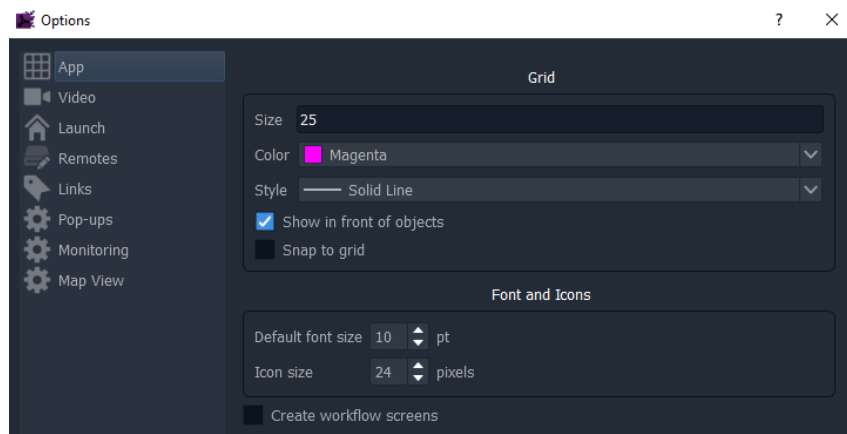 Options ?
App
Video
Launch
Remotes
Links
Pop-ups
Monitoring
Map View
Grid
Size 25
Color Magenta
Style Solid Line
Show in front of objects
Snap to grid
Font and Icons
Default font size 10 pt
Icon size 24 pixels
Create workflow screens